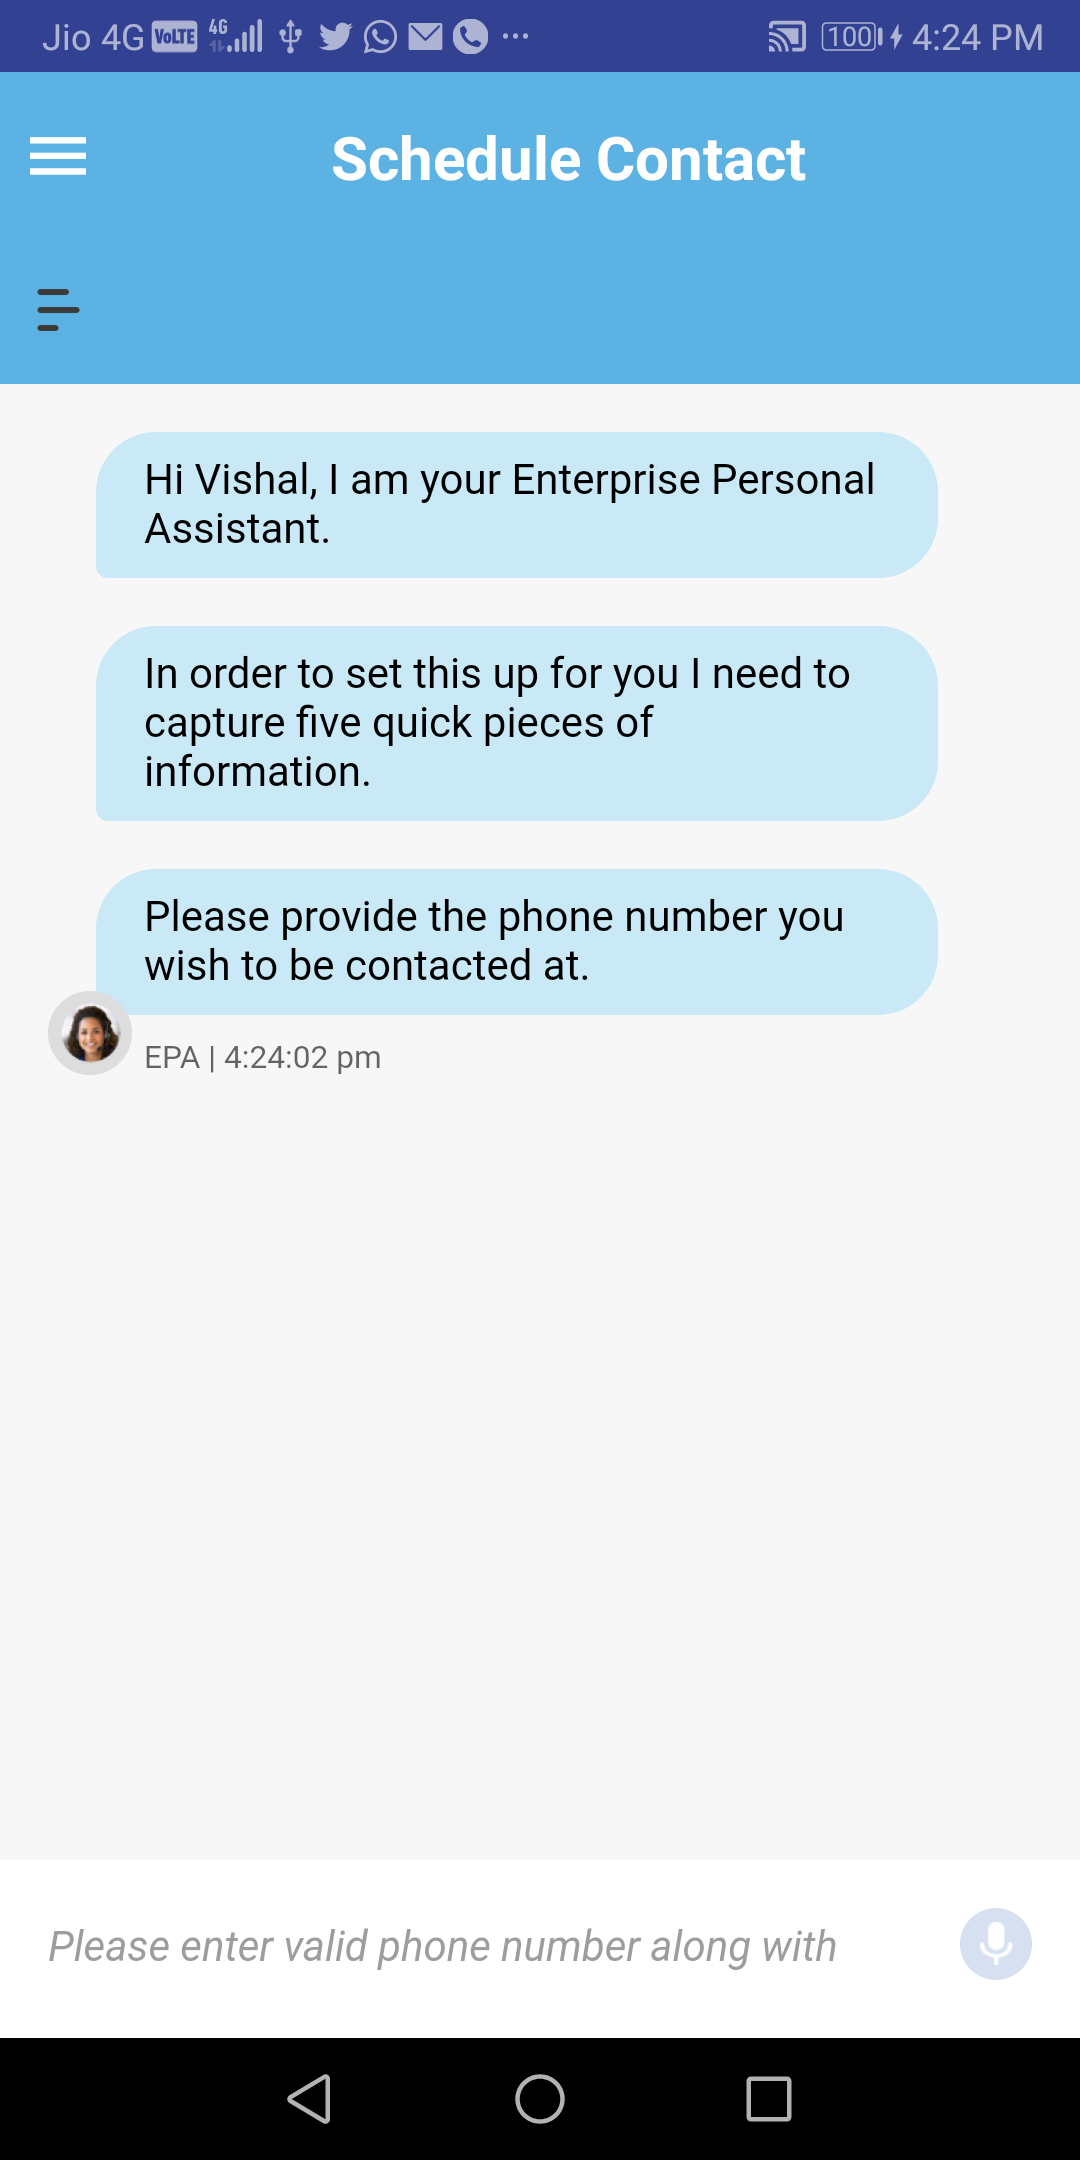 Jio 4G VoLTE 4G 100 4:24 PM
Schedule Contact
Hi Vishal, I am your Enterprise Personal
Assistant.
In order to set this up for you I need to
capture five quick pieces of
information.
Please provide the phone number you
wish to be contacted at.
EPA | 4:24:02 pm
Please enter valid phone number along with